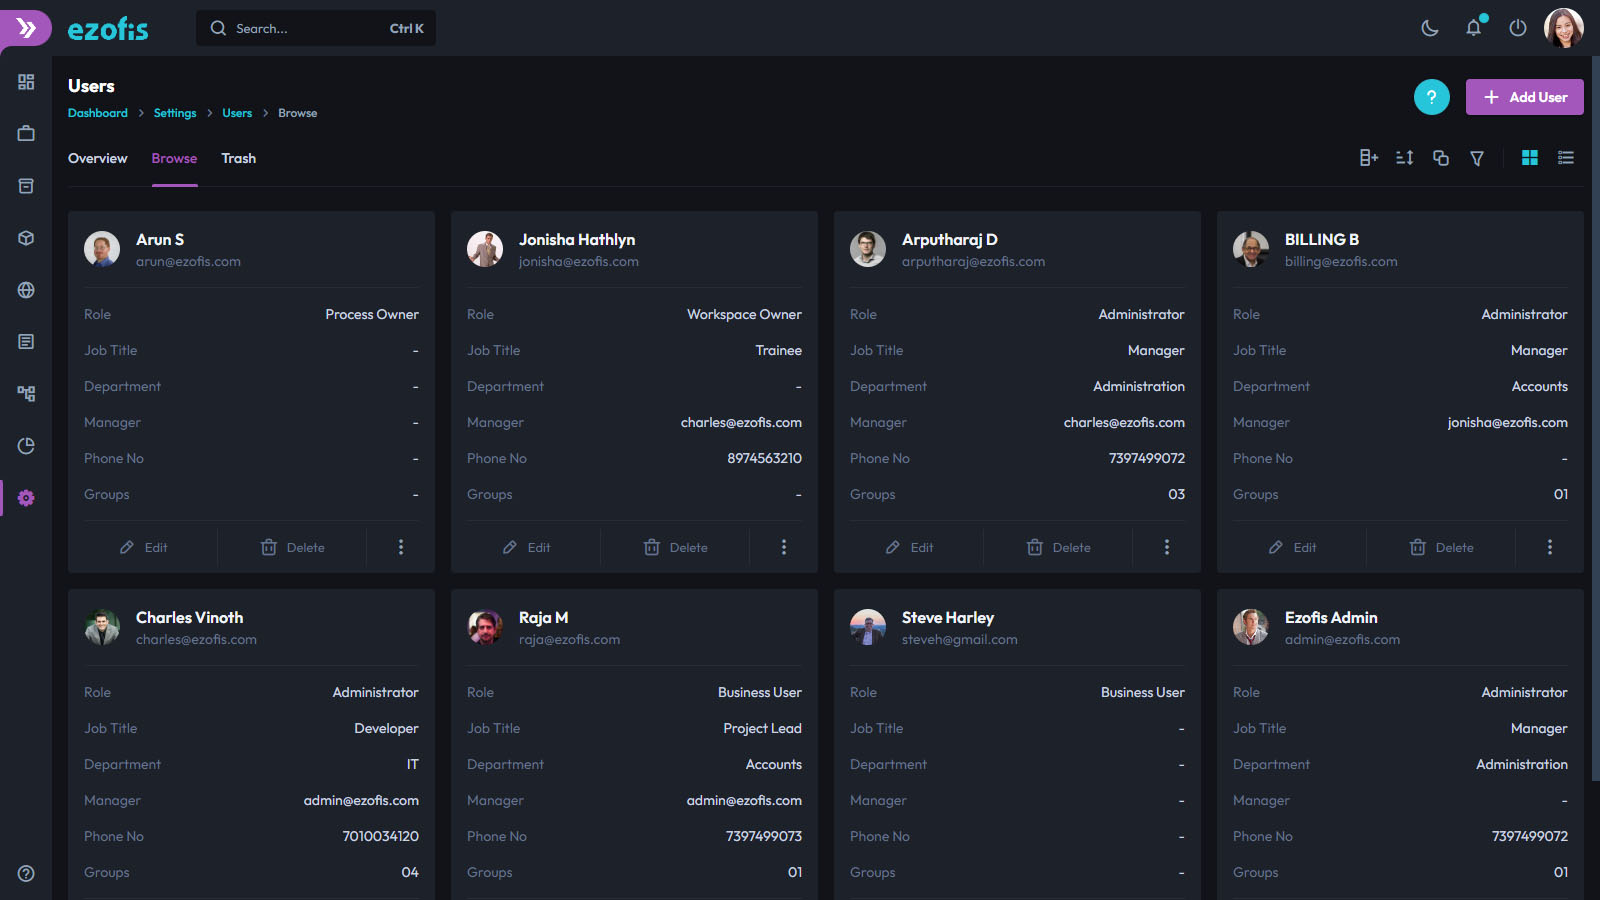 ezofis
Search...
Ctrl K
Users
Dashboard
Settings
Users
Browse
?
Add User
Overview
Browse
Trash
Arun S
arun@ezofis.com
Role
Process Owner
Job Title
-
Department
-
Manager
-
Phone No
-
Groups
-
Edit
Delete
Jonisha Hathlyn
jonisha@ezofis.com
Role
Workspace Owner
Job Title
Trainee
Department
-
Manager
charles@ezofis.com
Phone No
8974563210
Groups
-
Edit
Delete
Arputharaj D
arputharaj@ezofis.com
Role
Administrator
Job Title
Manager
Department
Administration
Manager
charles@ezofis.com
Phone No
7397499072
Groups
03
Edit
Delete
BILLING B
billing@ezofis.com
Role
Administrator
Job Title
Manager
Department
Accounts
Manager
jonisha@ezofis.com
Phone No
-
Groups
01
Edit
Delete
Charles Vinoth
charles@ezofis.com
Role
Administrator
Job Title
Developer
Department
IT
Manager
admin@ezofis.com
Phone No
7010034120
Groups
04
Raja M
raja@ezofis.com
Role
Business User
Job Title
Project Lead
Department
Accounts
Manager
admin@ezofis.com
Phone No
7397499073
Groups
01
Steve Harley
steveh@gmail.com
Role
Business User
Job Title
-
Department
-
Manager
-
Phone No
-
Groups
-
Ezofis Admin
admin@ezofis.com
Role
Administrator
Job Title
Manager
Department
Administration
Manager
-
Phone No
7397499072
Groups
01